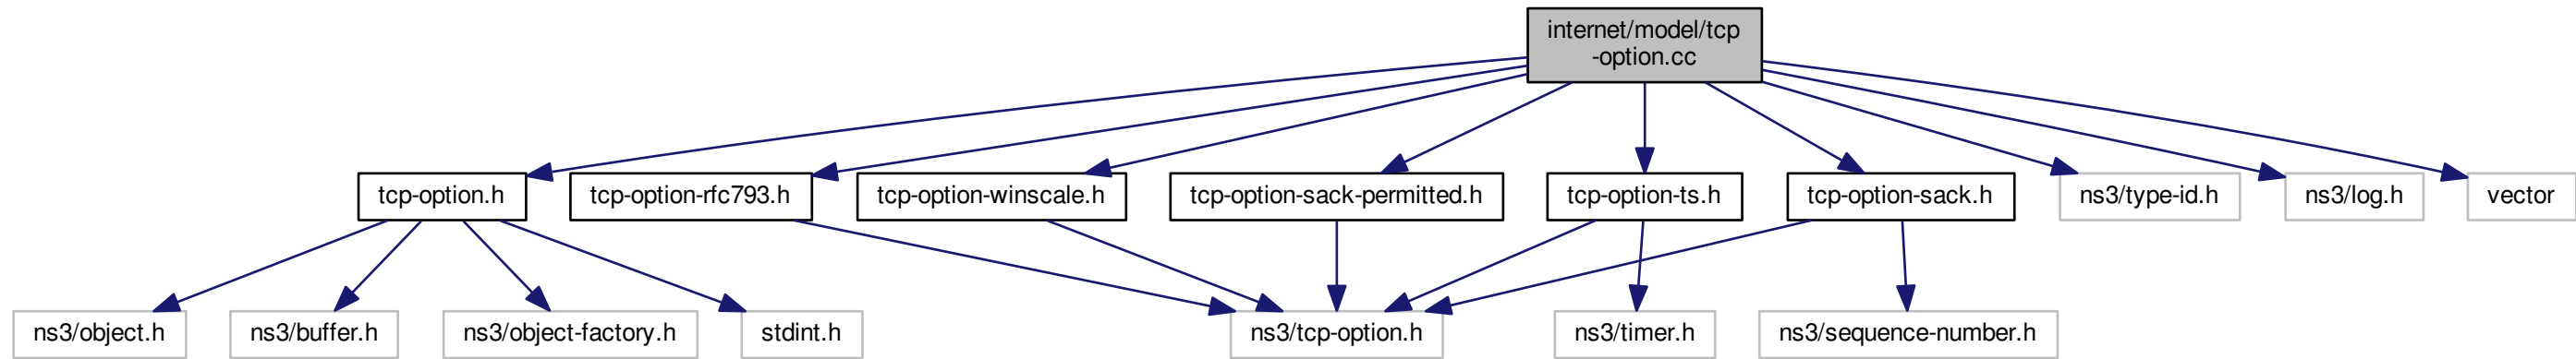 internet/model/tcp
-option.cc
tcp-option.h
tcp-option-rfc793.h
tcp-option-winscale.h
tcp-option-sack-permitted.h
tcp-option-ts.h
tcp-option-sack.h
ns3/type-id.h
ns3/log.h
vector
ns3/object.h
ns3/buffer.h
ns3/object-factory.h
stdint.h
ns3/tcp-option.h
ns3/timer.h
ns3/sequence-number.h